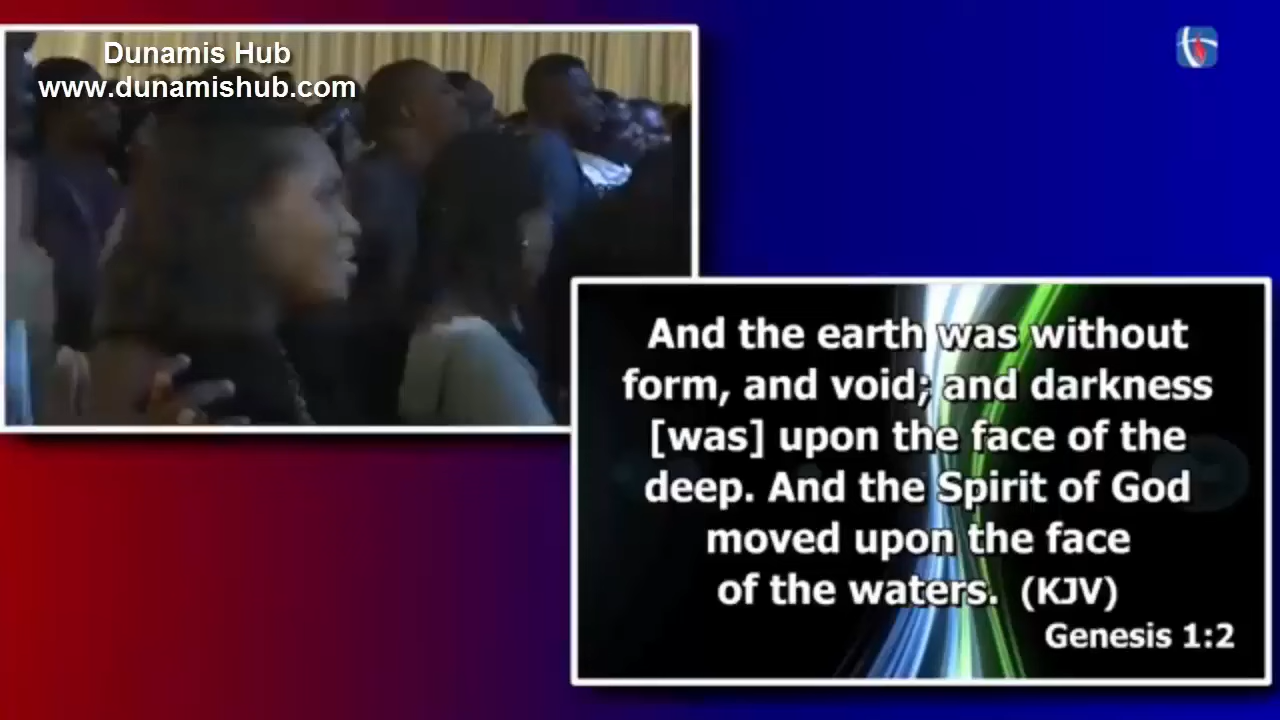 Dunamis Hub
www.dunamishub.com
And the earth was without
form, and void; and darkness
[was] upon the face of the
deep. And the Spirit of God
moved upon the face
of the waters. (KJV)
Genesis 1:2